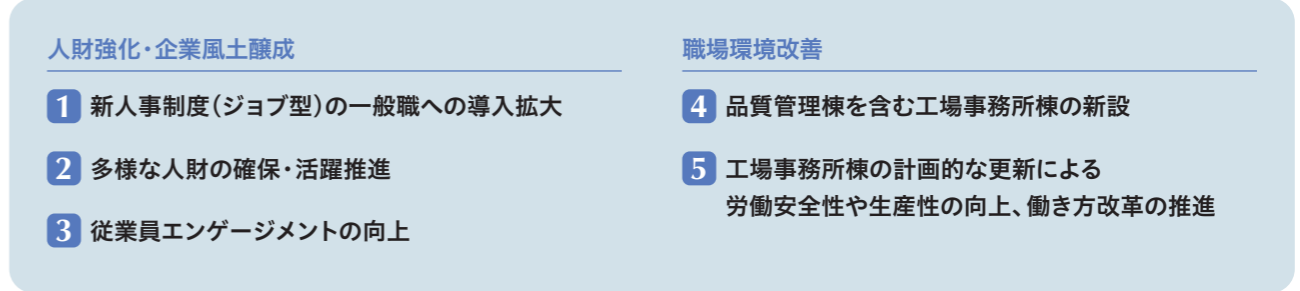 人財強化・企業風土醸成
1 新人事制度（ジョブ型）の一般職への導入拡大
2 多様な人財の確保・活躍推進
3 従業員エンゲージメントの向上
職場環境改善
4 品質管理棟を含む工場事務所棟の新設
5 工場事務所棟の計画的な更新による
労働安全性や生産性の向上、働き方改革の推進